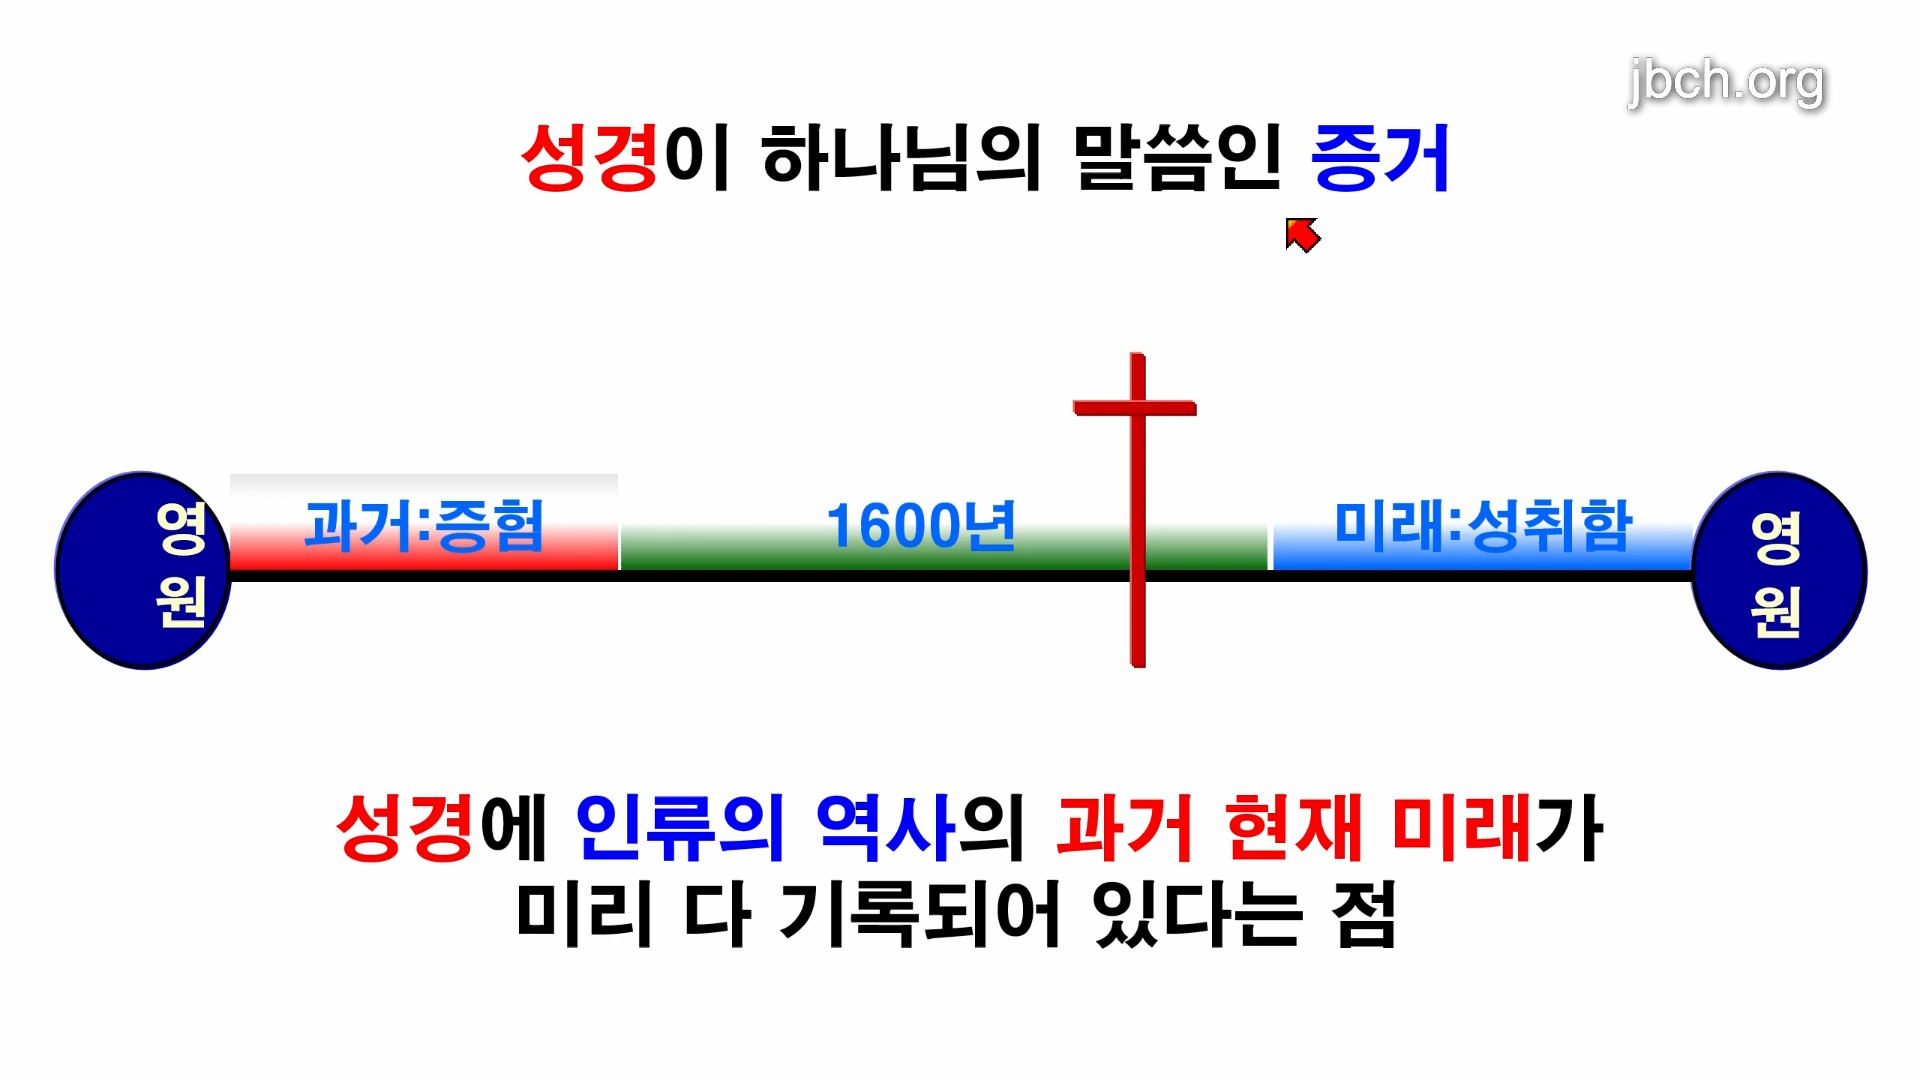 jbch.org
성경이 하나님의 말씀인 증거
영원
과거:증험
1600년
미래:성취함
영원
성경에 인류의 역사의 과거 현재 미래가
미리 다 기록되어 있다는 점